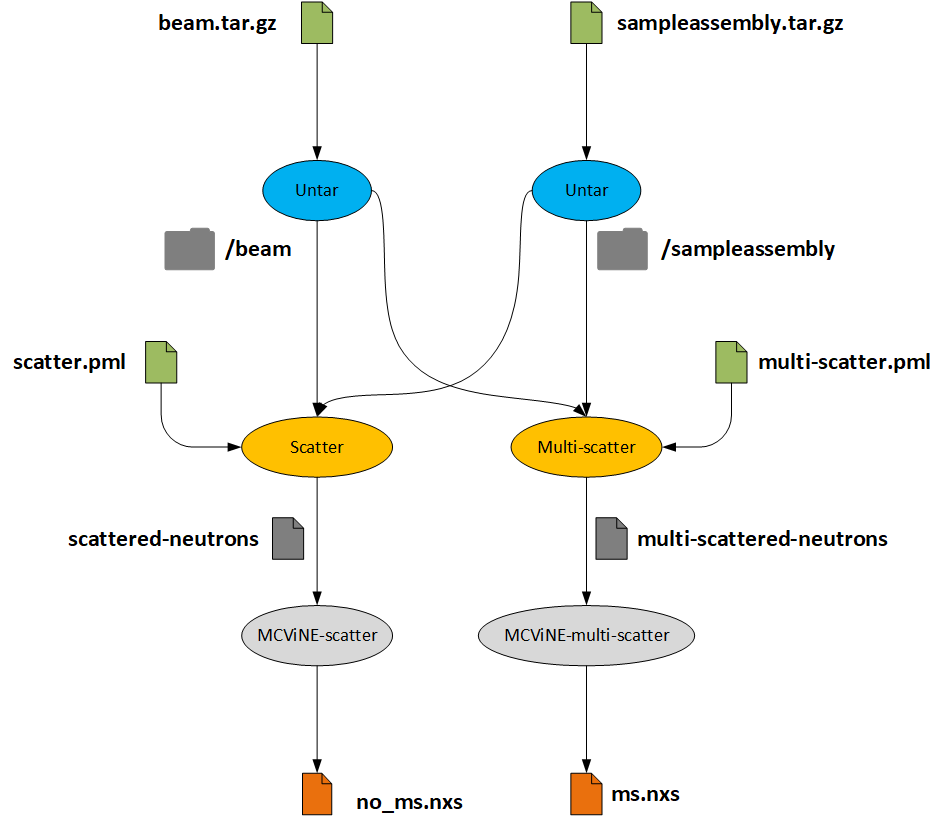 beam.tar.gz
sampleassembly.tar.gz
Untar
Untar
/beam
/sampleassembly
scatter.pml
multi-scatter.pml
Scatter
Multi-scatter
scattered-neutrons
multi-scattered-neutrons
MCViNE-scatter
MCViNE-multi-scatter
no_ms.nxs
ms.nxs